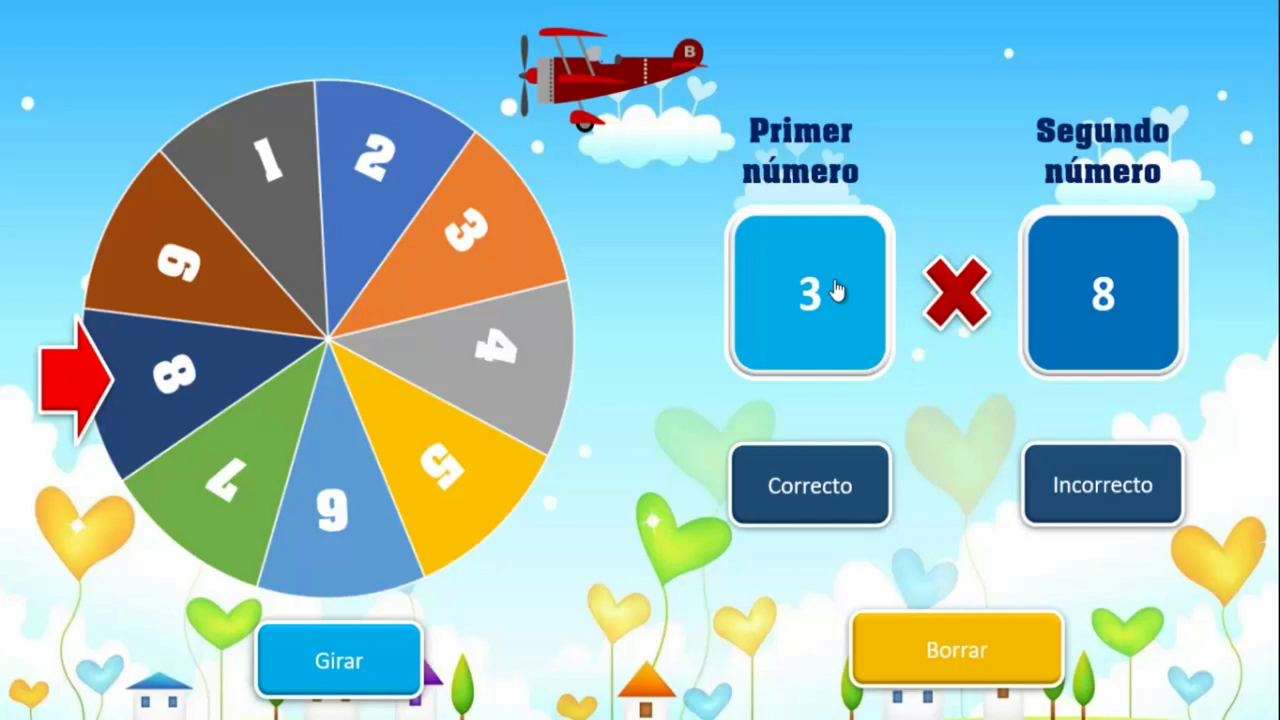 B
Primer
número
Segundo
número
1
2
3
4
5
6
7
8
9
3
8
Correcto
Incorrecto
Girar
Borrar